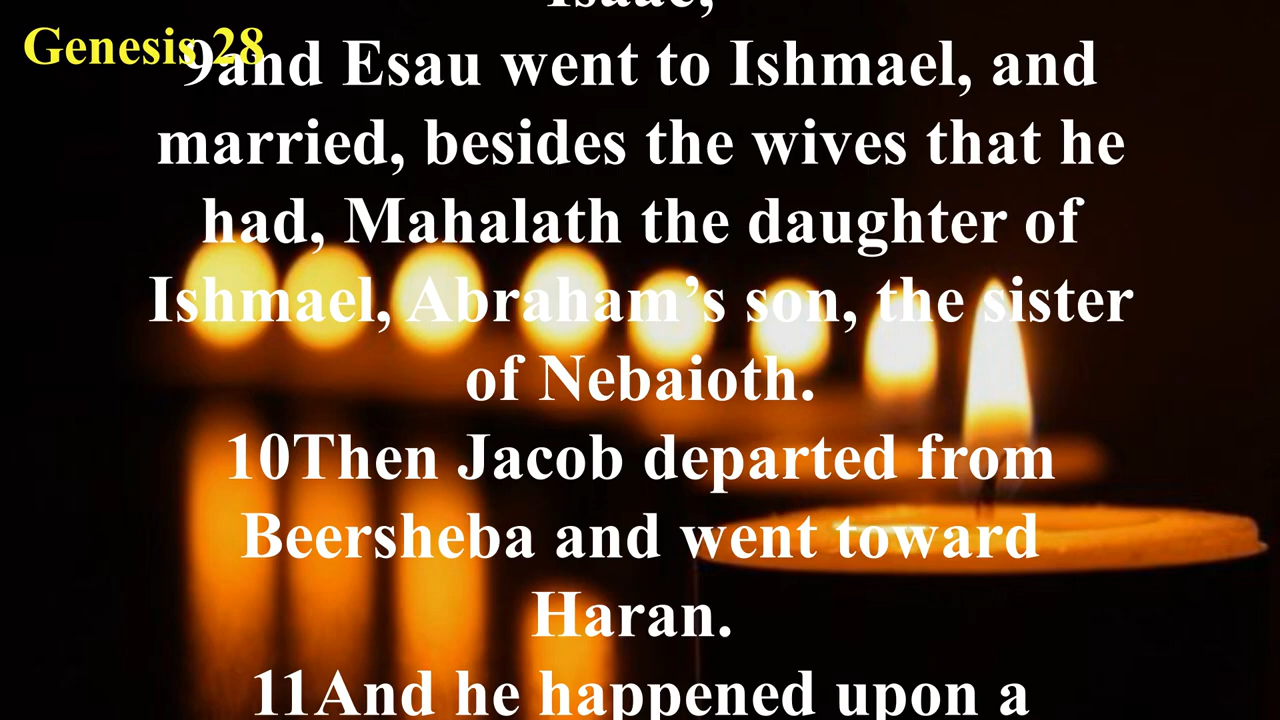 Isaac,
Genesis 28
9and Esau went to Ishmael, and
married, besides the wives that he
had, Mahalath the daughter of
Ishmael, Abraham’s son, the sister
of Nebaioth.
10Then Jacob departed from
Beersheba and went toward
Haran.
11And he happened upon a